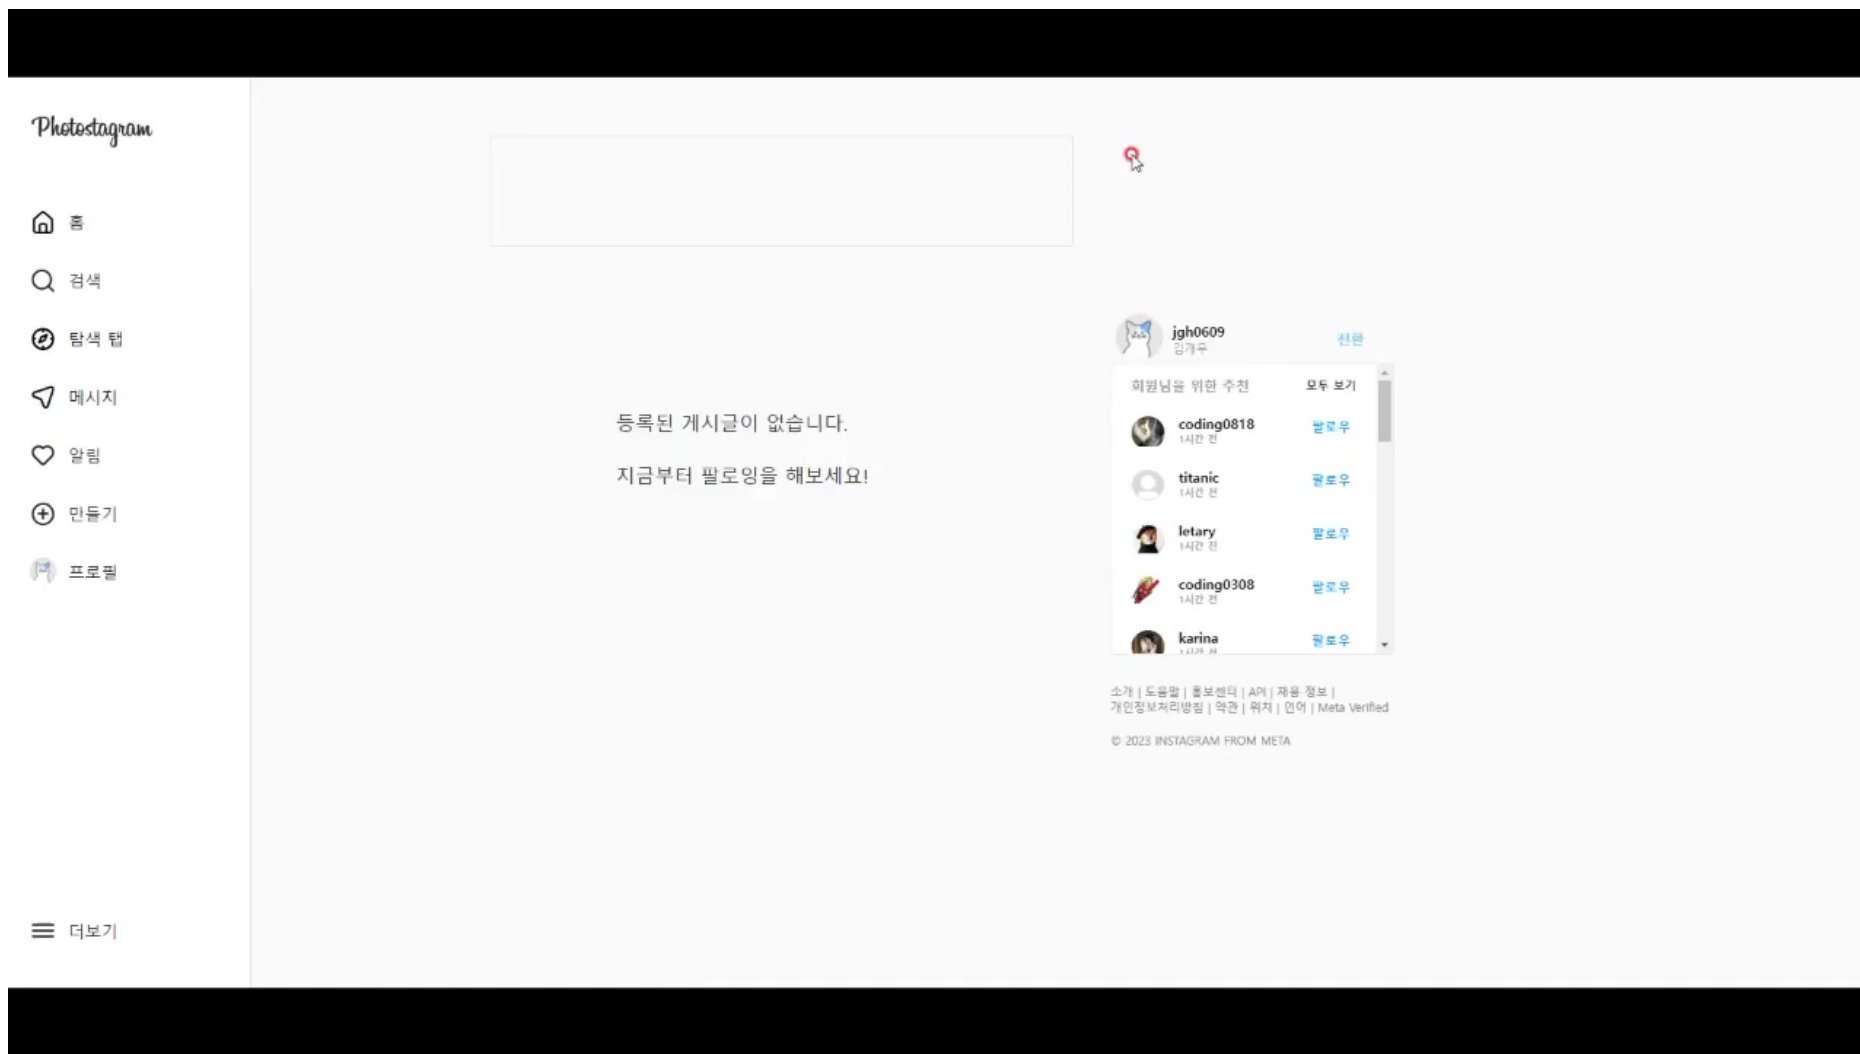 Photostagram
홈
검색
탐색 탭
메시지
알림
만들기
프로필
더보기
등록된 게시글이 없습니다.
지금부터 팔로잉을 해보세요!
jgh0609
전환
회원님을 위한 추천 모두 보기
coding0818 팔로우
1시간 전
titanic 팔로우
1시간 전
letary 팔로우
1시간 전
coding0308 팔로우
1시간 전
karina 팔로우
1시간 전
소개 | 도움말 | 홍보센터 | API | 채용 정보 |
개인정보처리방침 | 약관 | 위치 | 언어 | Meta Verified
© 2023 INSTAGRAM FROM META